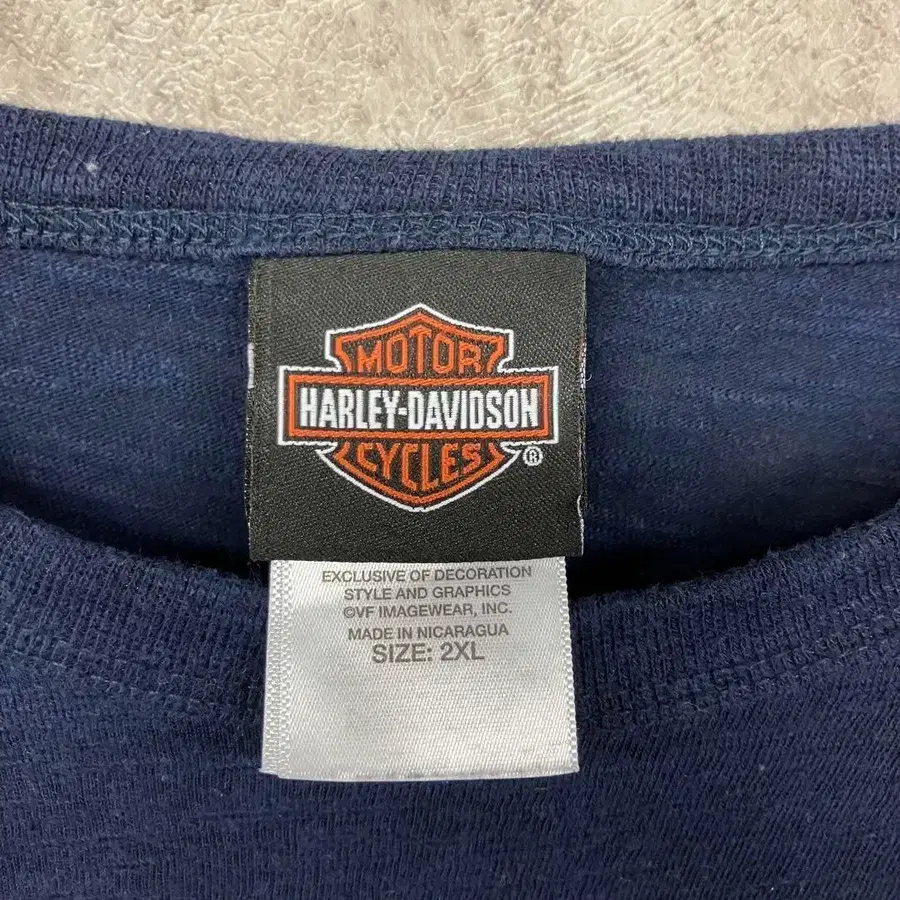 MOTOR
HARLEY-DAVIDSON
CYCLES ®
EXCLUSIVE OF DECORATION
STYLE AND GRAPHICS
©VF IMAGEWEAR, INC.
MADE IN NICARAGUA
SIZE: 2XL